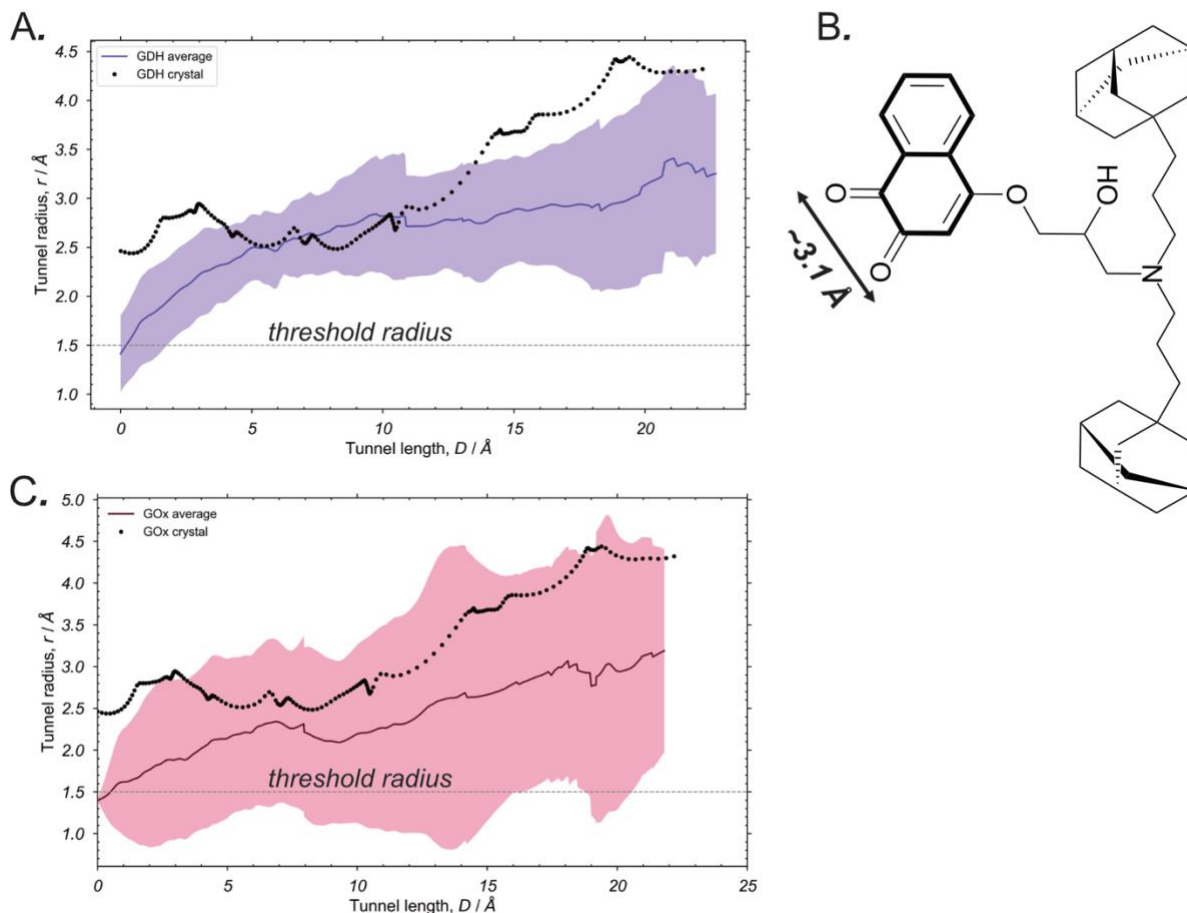 A.
4.5
GDH average
GDH crystal
4.0
3.5
3.0
2.5
2.0
1.5
1.0
Tunnel radius, r / Å
threshold radius
0 5 10 15 20
Tunnel length, D / Å
B.
O
O
~3.1 Å
O
HO
N
C.
5.0
GOx average
GOx crystal
4.5
4.0
3.5
3.0
2.5
2.0
1.5
1.0
Tunnel radius, r / Å
threshold radius
0 5 10 15 20 25
Tunnel length, D / Å